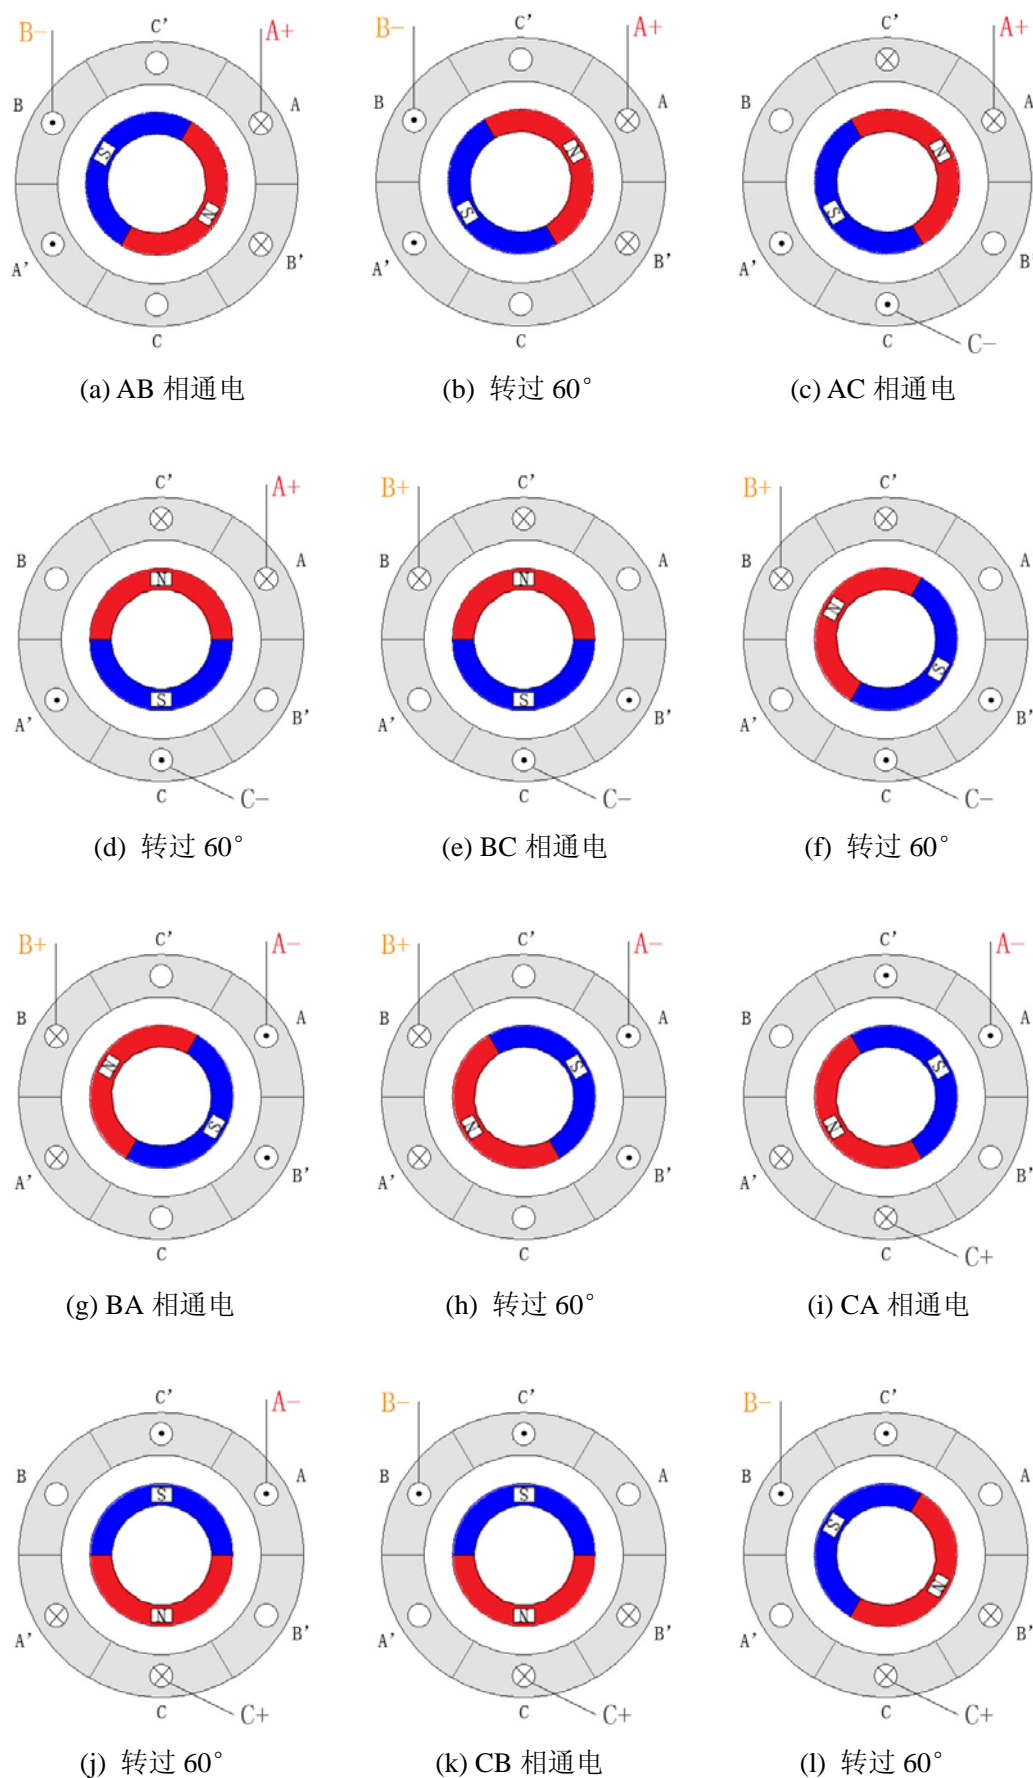 B− C' A+ B− C' A+ C' A+
B A B A B A
S N N S N S
A' B' A' B' A' B'
C C C C−
(a) AB 相通电 (b) 转过 60° (c) AC 相通电
C' A+ B+ C' B+ C'
B A B A B A
N N N
S S S
A' B' A' B' A' B'
C C− C C− C C−
(d) 转过 60° (e) BC 相通电 (f) 转过 60°
B+ C' A− B+ C' A− C' A−
B A B A B A
N S S N S N
A' B' A' B' A' B'
C C C C+
(g) BA 相通电 (h) 转过 60° (i) CA 相通电
C' A− B− C' B− C'
B A B A B A
S S S
N N N
A' B' A' B' A' B'
C C+ C C+ C C+
(j) 转过 60° (k) CB 相通电 (l) 转过 60°